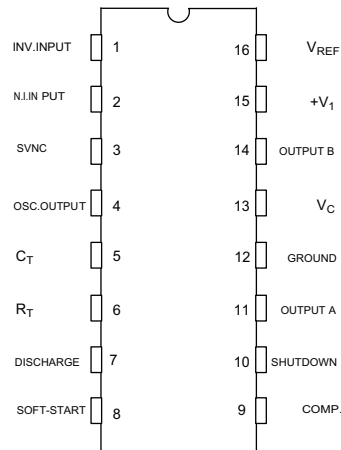 INV.INPUT 1 16 VREF
N.I.IN PUT 2 15 +V1
SVNC 3 14 OUTPUT B
OSC.OUTPUT 4 13 VC
CT 5 12 GROUND
RT 6 11 OUTPUT A
DISCHARGE 7 10 SHUTDOWN
SOFT-START 8 9 COMP.